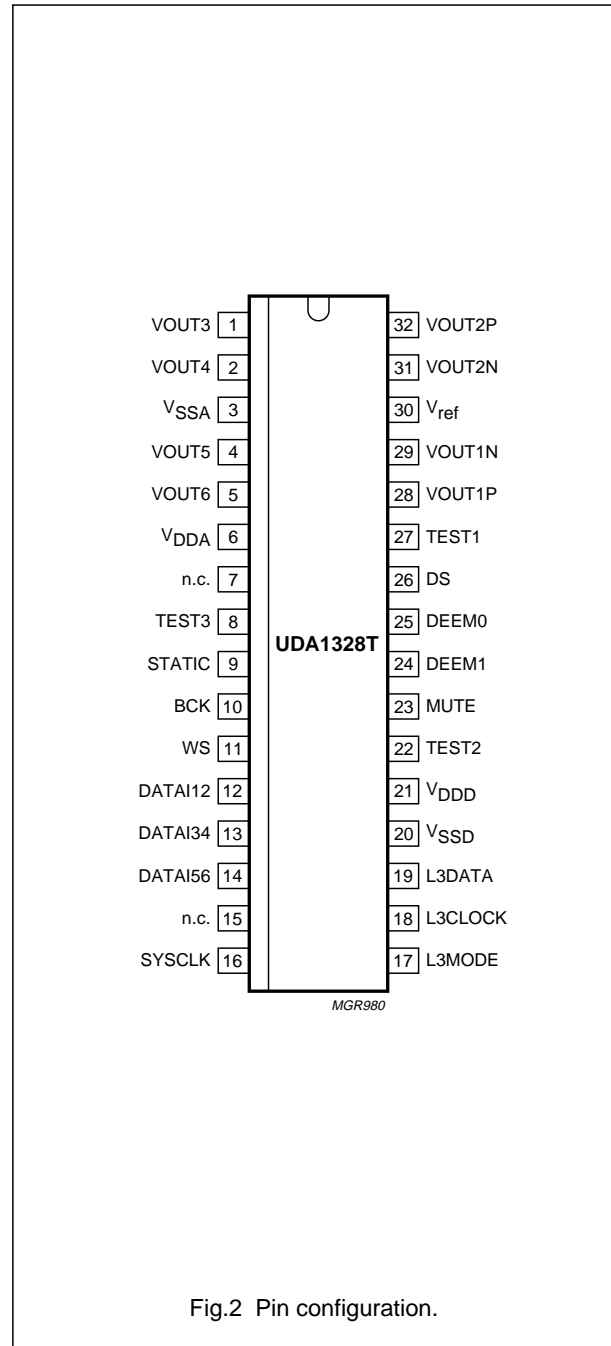 VOUT3 1
32 VOUT2P
VOUT4 2
31 VOUT2N
VSSA 3
30 Vref
VOUT5 4
29 VOUT1N
VOUT6 5
28 VOUT1P
VDDA 6
27 TEST1
n.c. 7
26 DS
TEST3 8
25 DEEM0
UDA1328T
STATIC 9
24 DEEM1
BCK 10
23 MUTE
WS 11
22 TEST2
DATAI12 12
21 VDDD
DATAI34 13
20 VSSD
DATAI56 14
19 L3DATA
n.c. 15
18 L3CLOCK
SYSCLK 16
17 L3MODE
MGR980
Fig.2 Pin configuration.